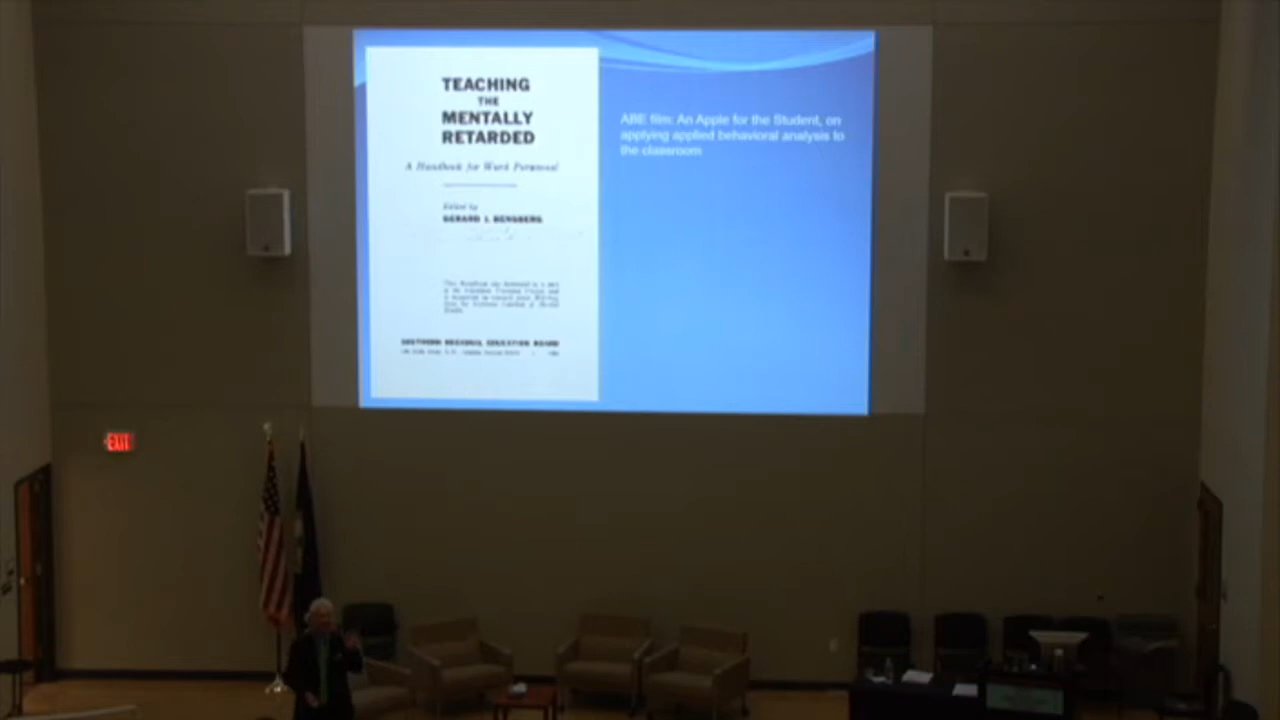 TEACHING
THE
MENTALLY
RETARDED
A Handbook for Ward Personnel
Edited by
GERARD J. BENSBERG
SOUTHERN REGIONAL EDUCATION BOARD
ABE film: An Apple for the Student, on
applying applied behavioral analysis to
the classroom
EXIT